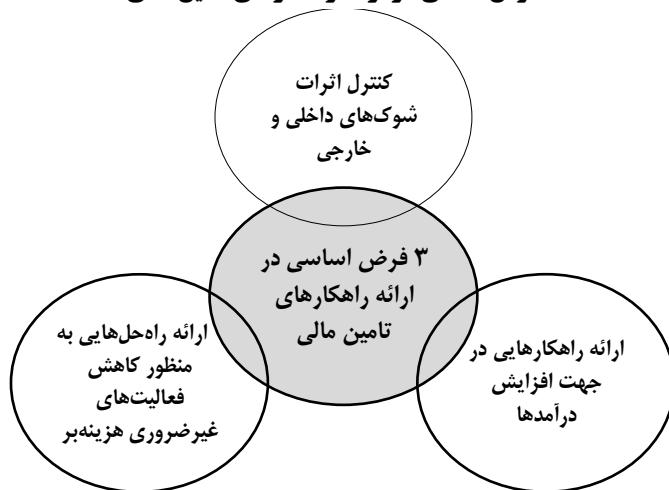 کنترل اثرات
شوک‌های داخلی و
خارجی
۳ فرض اساسی در
ارائه راهکارهای
تامین مالی
ارائه راهکارهایی در
جهت افزایش
درآمدها
ارائه راه‌حل‌هایی به
منظور کاهش
فعالیت‌های
غیرضروری هزینه‌بر